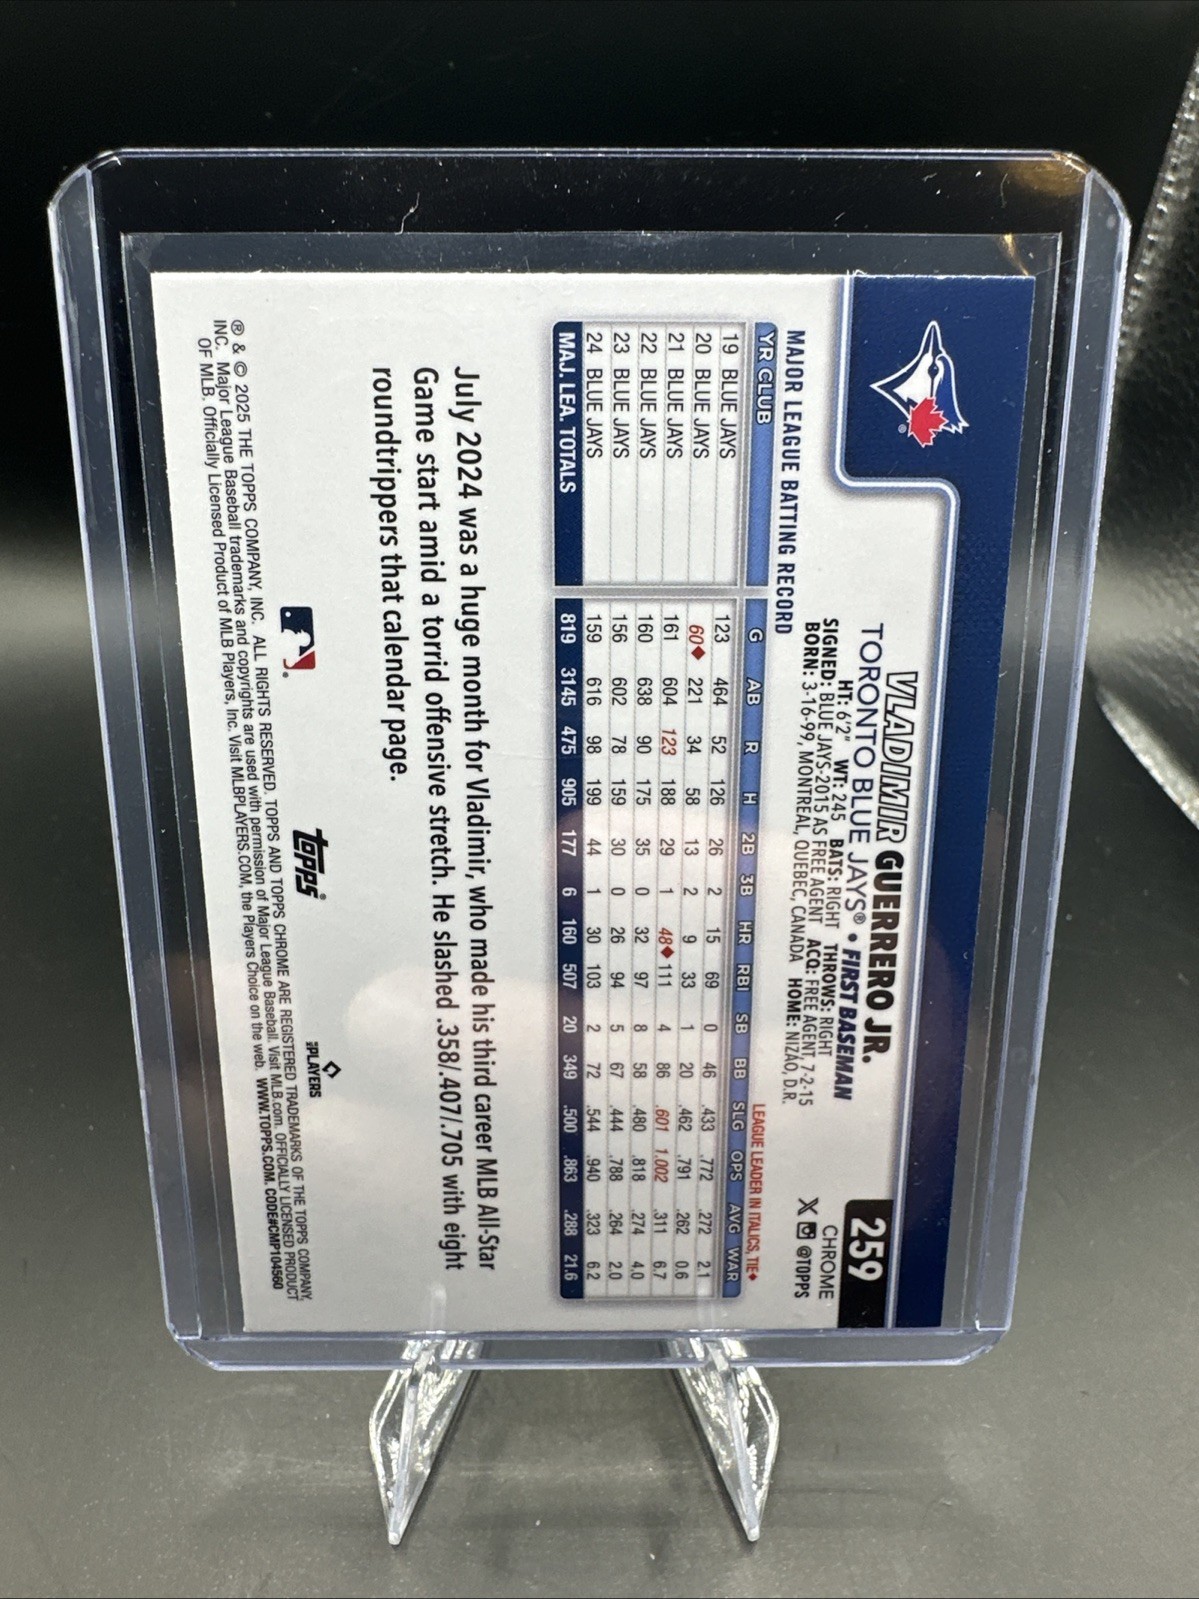 259
CHROME
X @TOPPS
VLADIMIR GUERRERO JR.
TORONTO BLUE JAYS® • FIRST BASEMAN
HT: 6'2" WT: 245 BATS: RIGHT THROWS: RIGHT
SIGNED: BLUE JAYS-2015 AS FREE AGENT ACQ: FREE AGENT, 7-2-15
BORN: 3-16-99, MONTREAL, QUEBEC, CANADA HOME: NIZAO, D.R.
MAJOR LEAGUE BATTING RECORD
LEAGUE LEADER IN ITALICS, TIE♦
YR CLUB G AB R H 2B 3B HR RBI SB BB SLG OPS AVG WAR
19 BLUE JAYS 123 464 52 126 26 2 15 69 0 46 .433 .772 .272 2.1
20 BLUE JAYS 60♦ 221 34 58 13 2 9 33 1 20 .462 .791 .262 0.6
21 BLUE JAYS 161 604 123 188 29 1 48♦ 111 4 86 .601 1.002 .311 6.7
22 BLUE JAYS 160 638 90 175 35 0 32 97 8 58 .480 .818 .274 4.0
23 BLUE JAYS 156 602 78 159 30 0 26 94 5 67 .444 .788 .264 2.0
24 BLUE JAYS 159 616 98 199 44 1 30 103 2 72 .544 .940 .323 6.2
MAJ. LEA. TOTALS 819 3145 475 905 177 6 160 507 20 349 .500 .863 .288 21.6
July 2024 was a huge month for Vladimir, who made his third career MLB All-Star
Game start amid a torrid offensive stretch. He slashed .358/.407/.705 with eight
roundtrippers that calendar page.
topps
PLAYERS
® & © 2025 THE TOPPS COMPANY, INC. ALL RIGHTS RESERVED. TOPPS AND TOPPS CHROME ARE REGISTERED TRADEMARKS OF THE TOPPS COMPANY,
INC. Major League Baseball trademarks and copyrights are used with permission of Major League Baseball. Visit MLB.com. OFFICIALLY LICENSED PRODUCT
OF MLB. Officially Licensed Product of MLB Players, Inc. Visit MLBPLAYERS.COM, the Players Choice on the web. WWW.TOPPS.COM. CODE#CMP104560